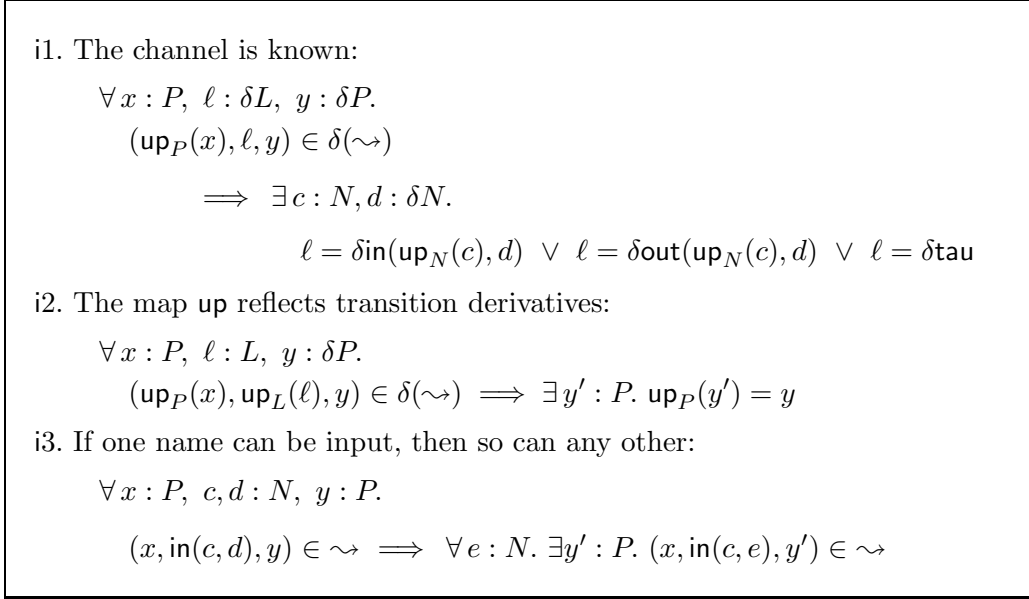 i1. The channel is known:
∀ x : P, ℓ : δL, y : δP.
(up_P(x), ℓ, y) ∈ δ(⇝)
⟹ ∃ c : N, d : δN.
ℓ = δin(up_N(c), d) ∨ ℓ = δout(up_N(c), d) ∨ ℓ = δtau
i2. The map up reflects transition derivatives:
∀ x : P, ℓ : L, y : δP.
(up_P(x), up_L(ℓ), y) ∈ δ(⇝) ⟹ ∃ y′ : P. up_P(y′) = y
i3. If one name can be input, then so can any other:
∀ x : P, c, d : N, y : P.
(x, in(c, d), y) ∈ ⇝ ⟹ ∀ e : N. ∃y′ : P. (x, in(c, e), y′) ∈ ⇝